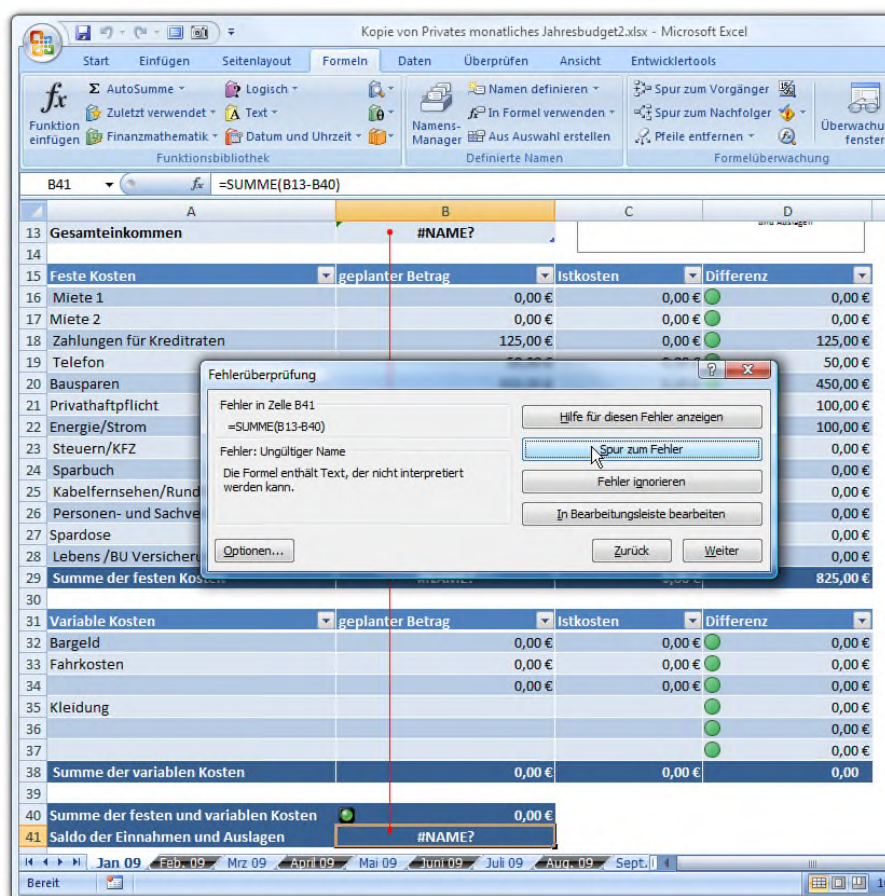 Kopie von Privates monatliches Jahresbudget2.xlsx - Microsoft Excel
Start Einfügen Seitenlayout Formeln Daten Überprüfen Ansicht Entwicklertools
fx Funktion einfügen
Σ AutoSumme
Zuletzt verwendet
Finanzmathematik
Logisch
Text
Datum und Uhrzeit
Funktionsbibliothek
Namens-
Manager
Namen definieren
In Formel verwenden
Aus Auswahl erstellen
Definierte Namen
Spur zum Vorgänger
Spur zum Nachfolger
Pfeile entfernen
Formelüberwachung
Überwachu
fenster
B41 fx =SUMME(B13-B40)
A B C D
13 Gesamteinkommen #NAME? und Auslagen
14
15 Feste Kosten geplanter Betrag Istkosten Differenz
16 Miete 1 0,00 € 0,00 € 0,00 €
17 Miete 2 0,00 € 0,00 € 0,00 €
18 Zahlungen für Kreditraten 125,00 € 0,00 € 125,00 €
19 Telefon 50,00 €
20 Bausparen 450,00 €
21 Privathaftpflicht 100,00 €
22 Energie/Strom 100,00 €
23 Steuern/KFZ 0,00 €
24 Sparbuch 0,00 €
25 Kabelfernsehen/Rund 0,00 €
26 Personen- und Sachve 0,00 €
27 Spardose 0,00 €
28 Lebens /BU Versicheru 0,00 €
29 Summe der festen Kosten #NAME? 0,00 € 825,00 €
Fehlerüberprüfung
Fehler in Zelle B41
=SUMME(B13-B40)
Fehler: Ungültiger Name
Die Formel enthält Text, der nicht interpretiert
werden kann.
Hilfe für diesen Fehler anzeigen
Spur zum Fehler
Fehler ignorieren
In Bearbeitungsleiste bearbeiten
Optionen... Zurück Weiter
30
31 Variable Kosten geplanter Betrag Istkosten Differenz
32 Bargeld 0,00 € 0,00 € 0,00 €
33 Fahrkosten 0,00 € 0,00 € 0,00 €
34 0,00 € 0,00 € 0,00 €
35 Kleidung 0,00 €
36 0,00 €
37 0,00 €
38 Summe der variablen Kosten 0,00 € 0,00 € 0,00
39
40 Summe der festen und variablen Kosten 0,00 €
41 Saldo der Einnahmen und Auslagen #NAME?
Jan 09 Feb. 09 Mrz 09 April 09 Mai 09 Juni 09 Juli 09 Aug. 09 Sept.
Bereit